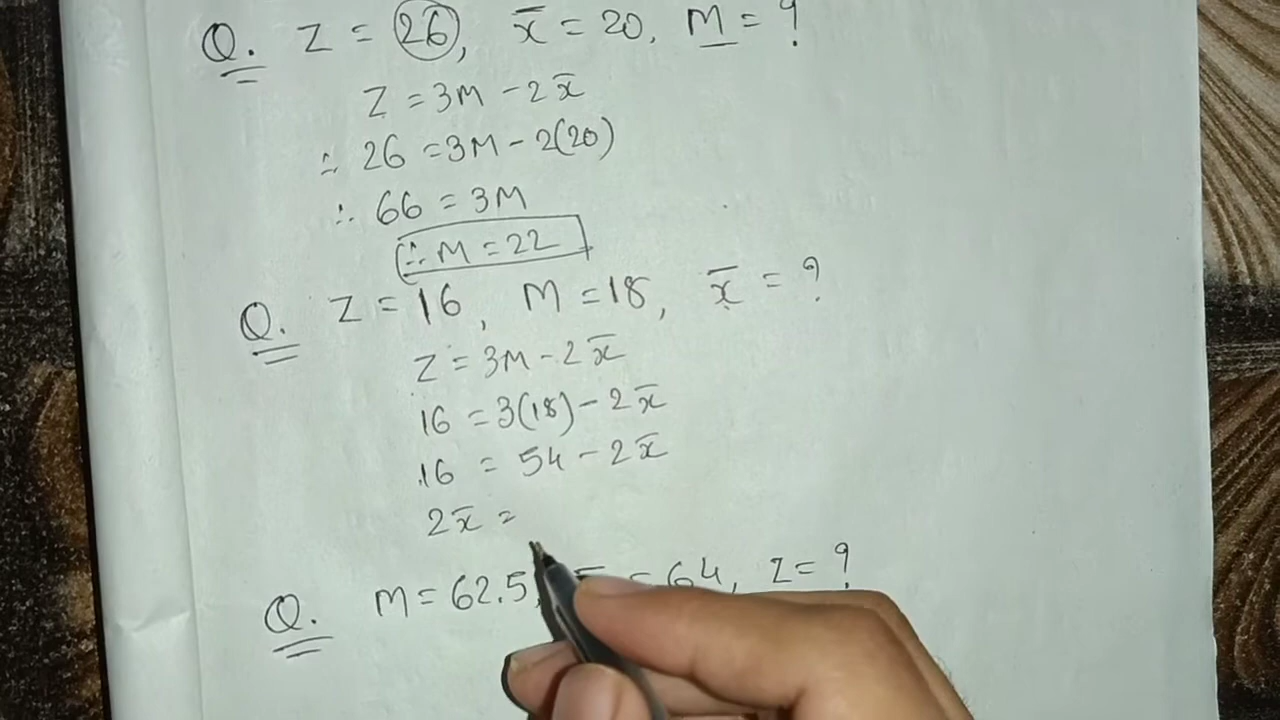 Q. Z = 26, x̄ = 20, M = ?
Z = 3M - 2x̄
∴ 26 = 3M - 2(20)
∴ 66 = 3M
∴ M = 22
Q. Z = 16, M = 18, x̄ = ?
Z = 3M - 2x̄
16 = 3(18) - 2x̄
16 = 54 - 2x̄
2x̄ =
Q. M = 62.5, = 64, Z = ?